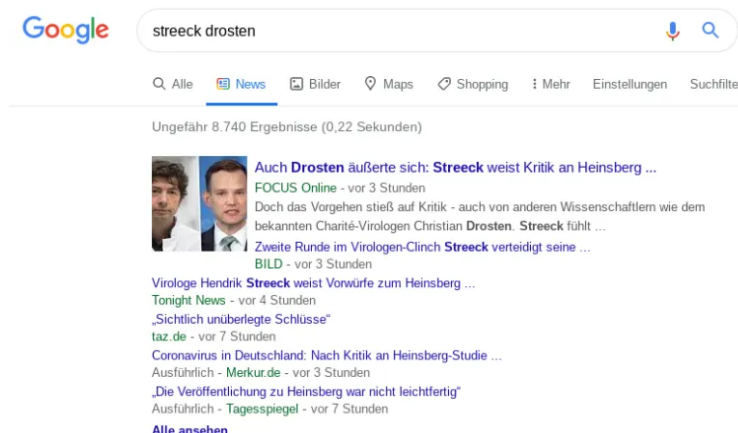 Google
streeck drosten
Alle News Bilder Maps Shopping Mehr Einstellungen Suchfilte
Ungefähr 8.740 Ergebnisse (0,22 Sekunden)
Auch Drosten äußerte sich: Streeck weist Kritik an Heinsberg ...
FOCUS Online - vor 3 Stunden
Doch das Vorgehen stieß auf Kritik - auch von anderen Wissenschaftlern wie dem
bekannten Charité-Virologen Christian Drosten. Streeck fühlt ...
Zweite Runde im Virologen-Clinch Streeck verteidigt seine ...
BILD - vor 3 Stunden
Virologe Hendrik Streeck weist Vorwürfe zum Heinsberg ...
Tonight News - vor 4 Stunden
„Sichtlich unüberlegte Schlüsse“
taz.de - vor 7 Stunden
Coronavirus in Deutschland: Nach Kritik an Heinsberg-Studie ...
Ausführlich - Merkur.de - vor 3 Stunden
„Die Veröffentlichung zu Heinsberg war nicht leichtfertig“
Ausführlich - Tagesspiegel - vor 7 Stunden
Alle ansehen